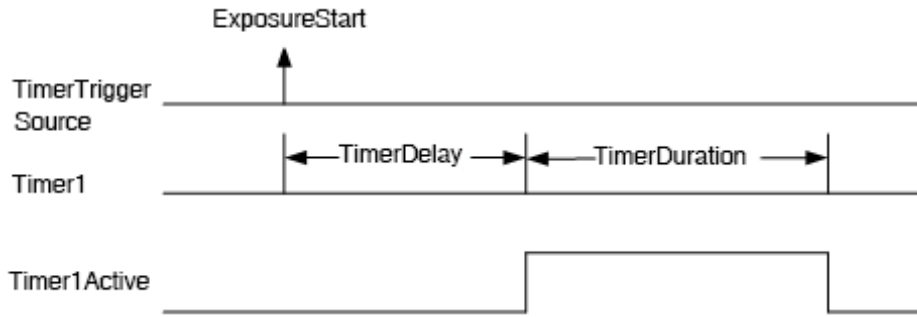 ExposureStart
TimerTrigger
Source
TimerDelay
TimerDuration
Timer1
Timer1Active